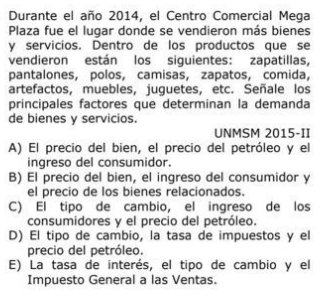 Durante el año 2014, el Centro Comercial Mega
Plaza fue el lugar donde se vendieron más bienes
y servicios. Dentro de los productos que se
vendieron están los siguientes: zapatillas,
pantalones, polos, camisas, zapatos, comida,
artefactos, muebles, juguetes, etc. Señale los
principales factores que determinan la demanda
de bienes y servicios.
UNMSM 2015-II
A) El precio del bien, el precio del petróleo y el
ingreso del consumidor.
B) El precio del bien, el ingreso del consumidor y
el precio de los bienes relacionados.
C) El tipo de cambio, el ingreso de los
consumidores y el precio del petróleo.
D) El tipo de cambio, la tasa de impuestos y el
precio del petróleo.
E) La tasa de interés, el tipo de cambio y el
Impuesto General a las Ventas.